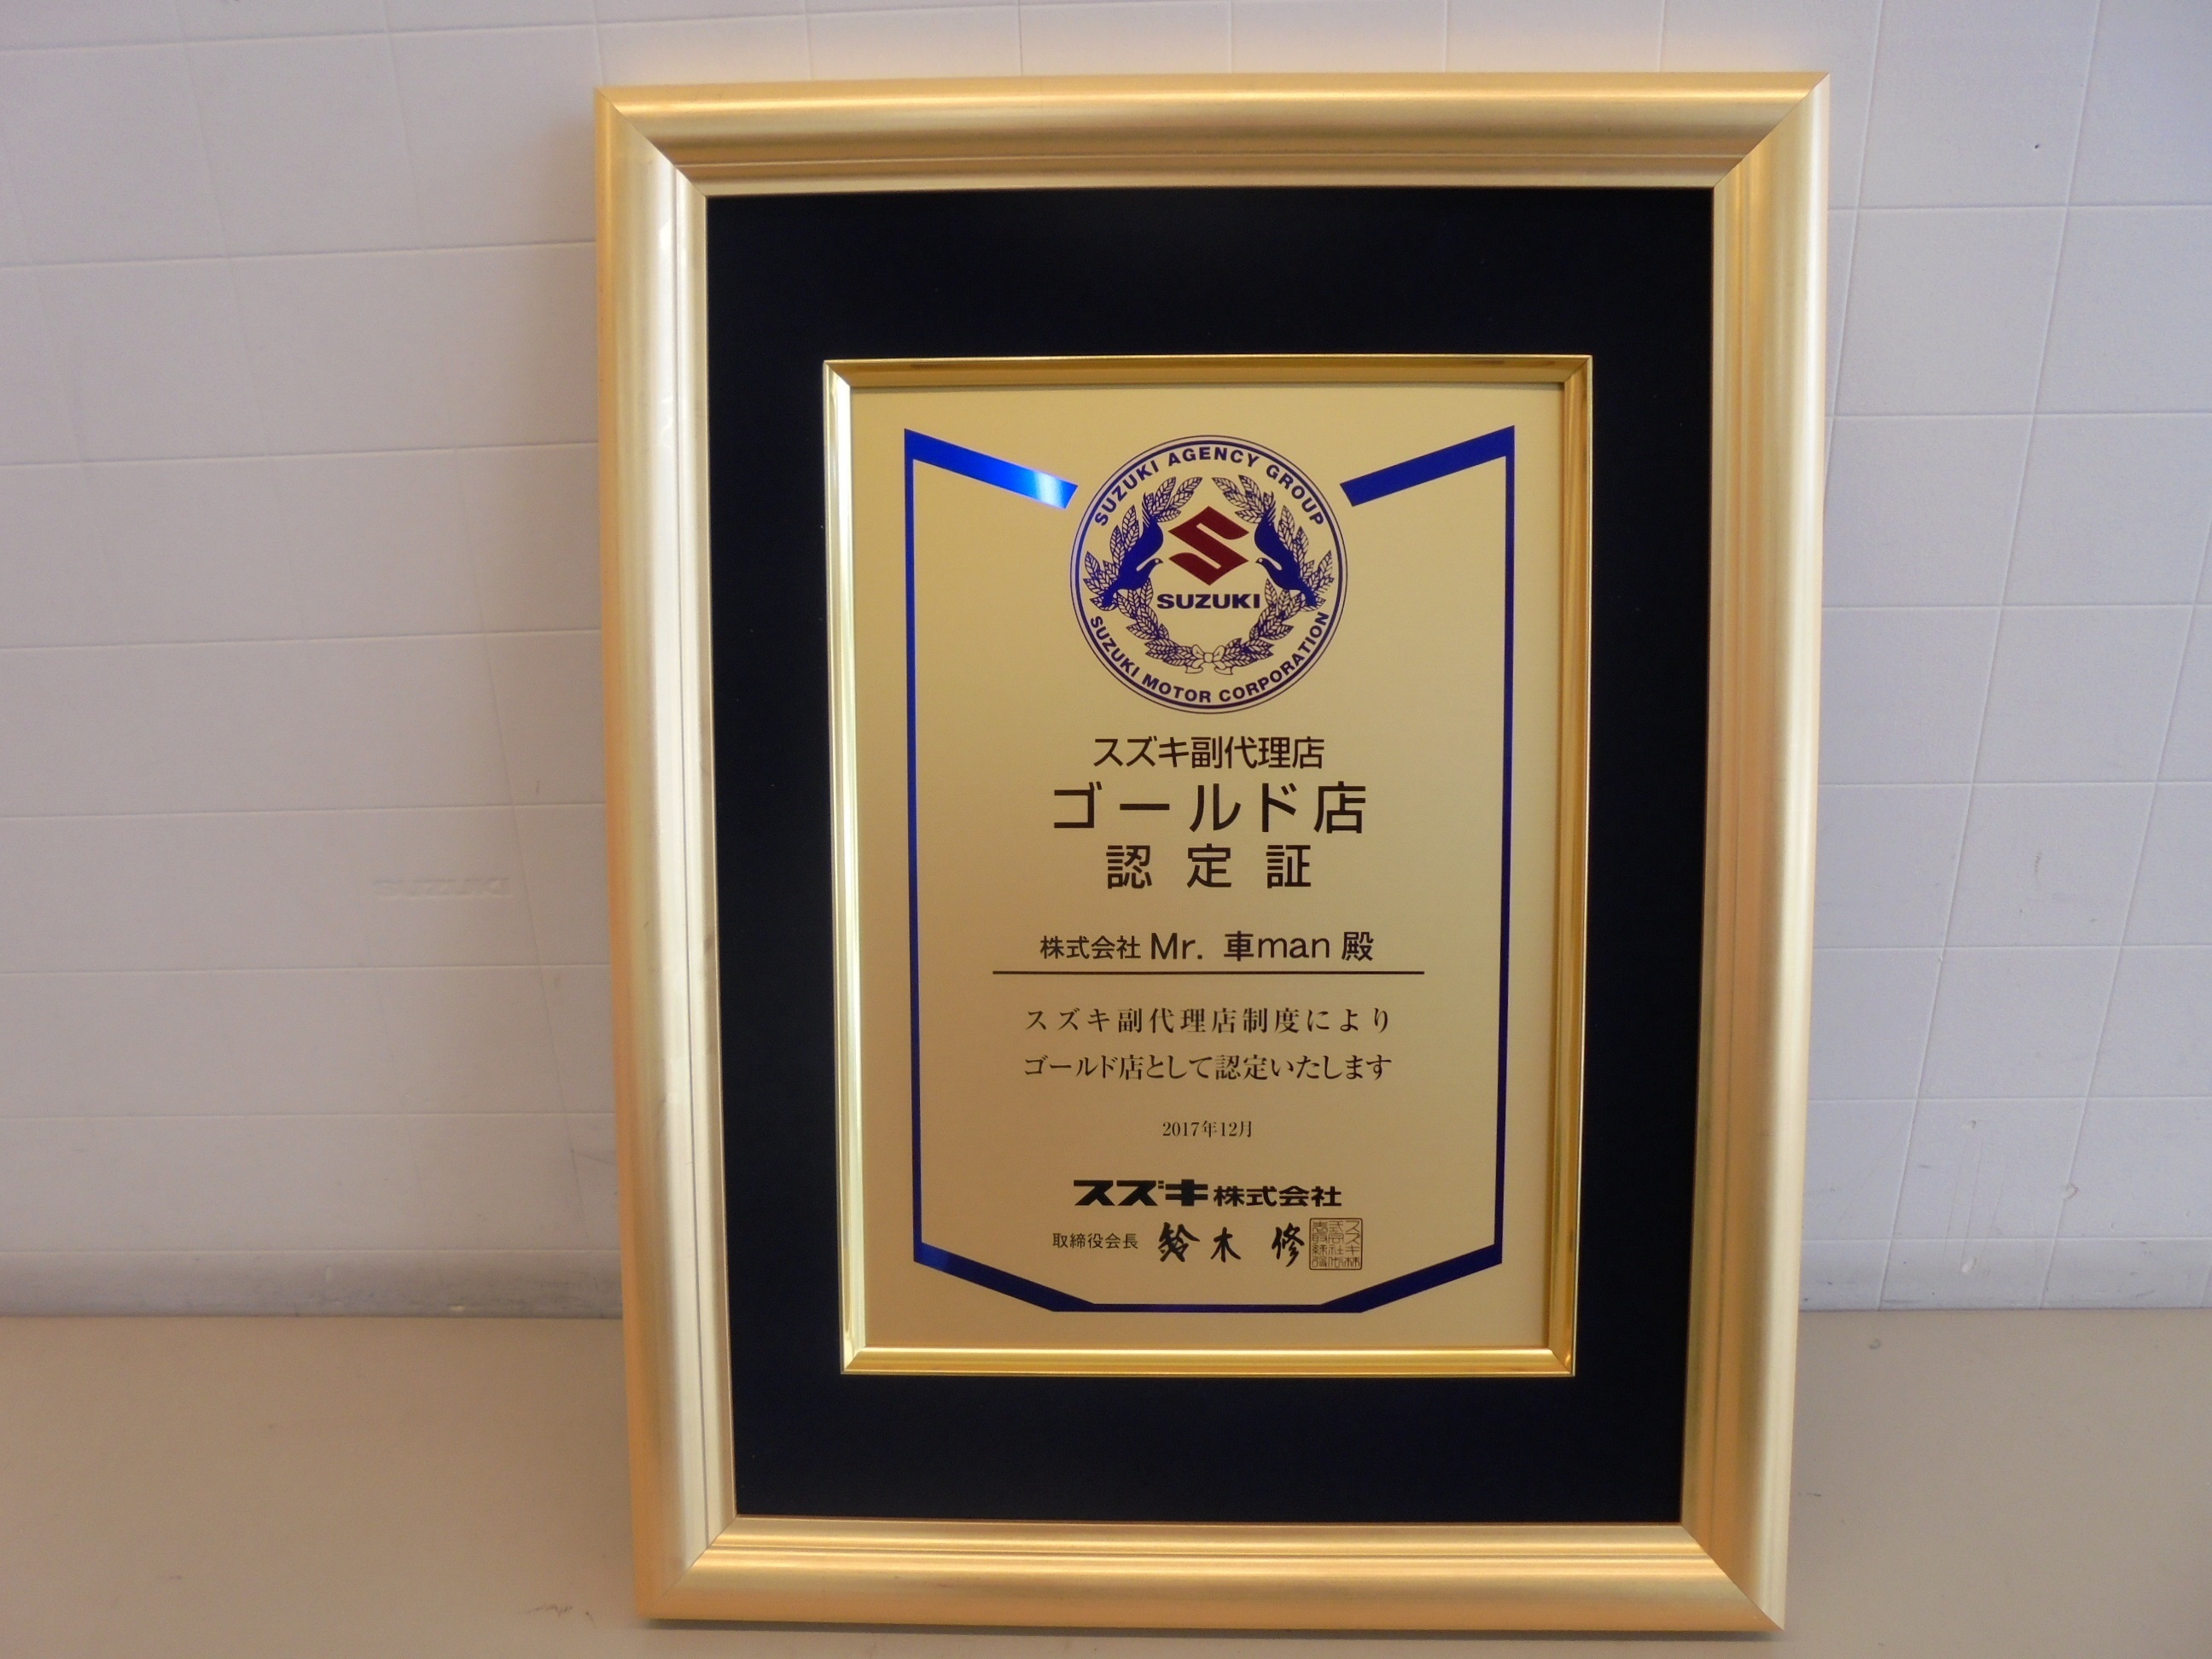 SUZUKI AGENCY GROUP
SUZUKI
SUZUKI MOTOR CORPORATION
スズキ副代理店
ゴールド店
認定証
株式会社 Mr. 車man 殿
スズキ副代理店制度により
ゴールド店として認定いたします
2017年12月
スズキ株式会社
取締役会長 鈴木 修